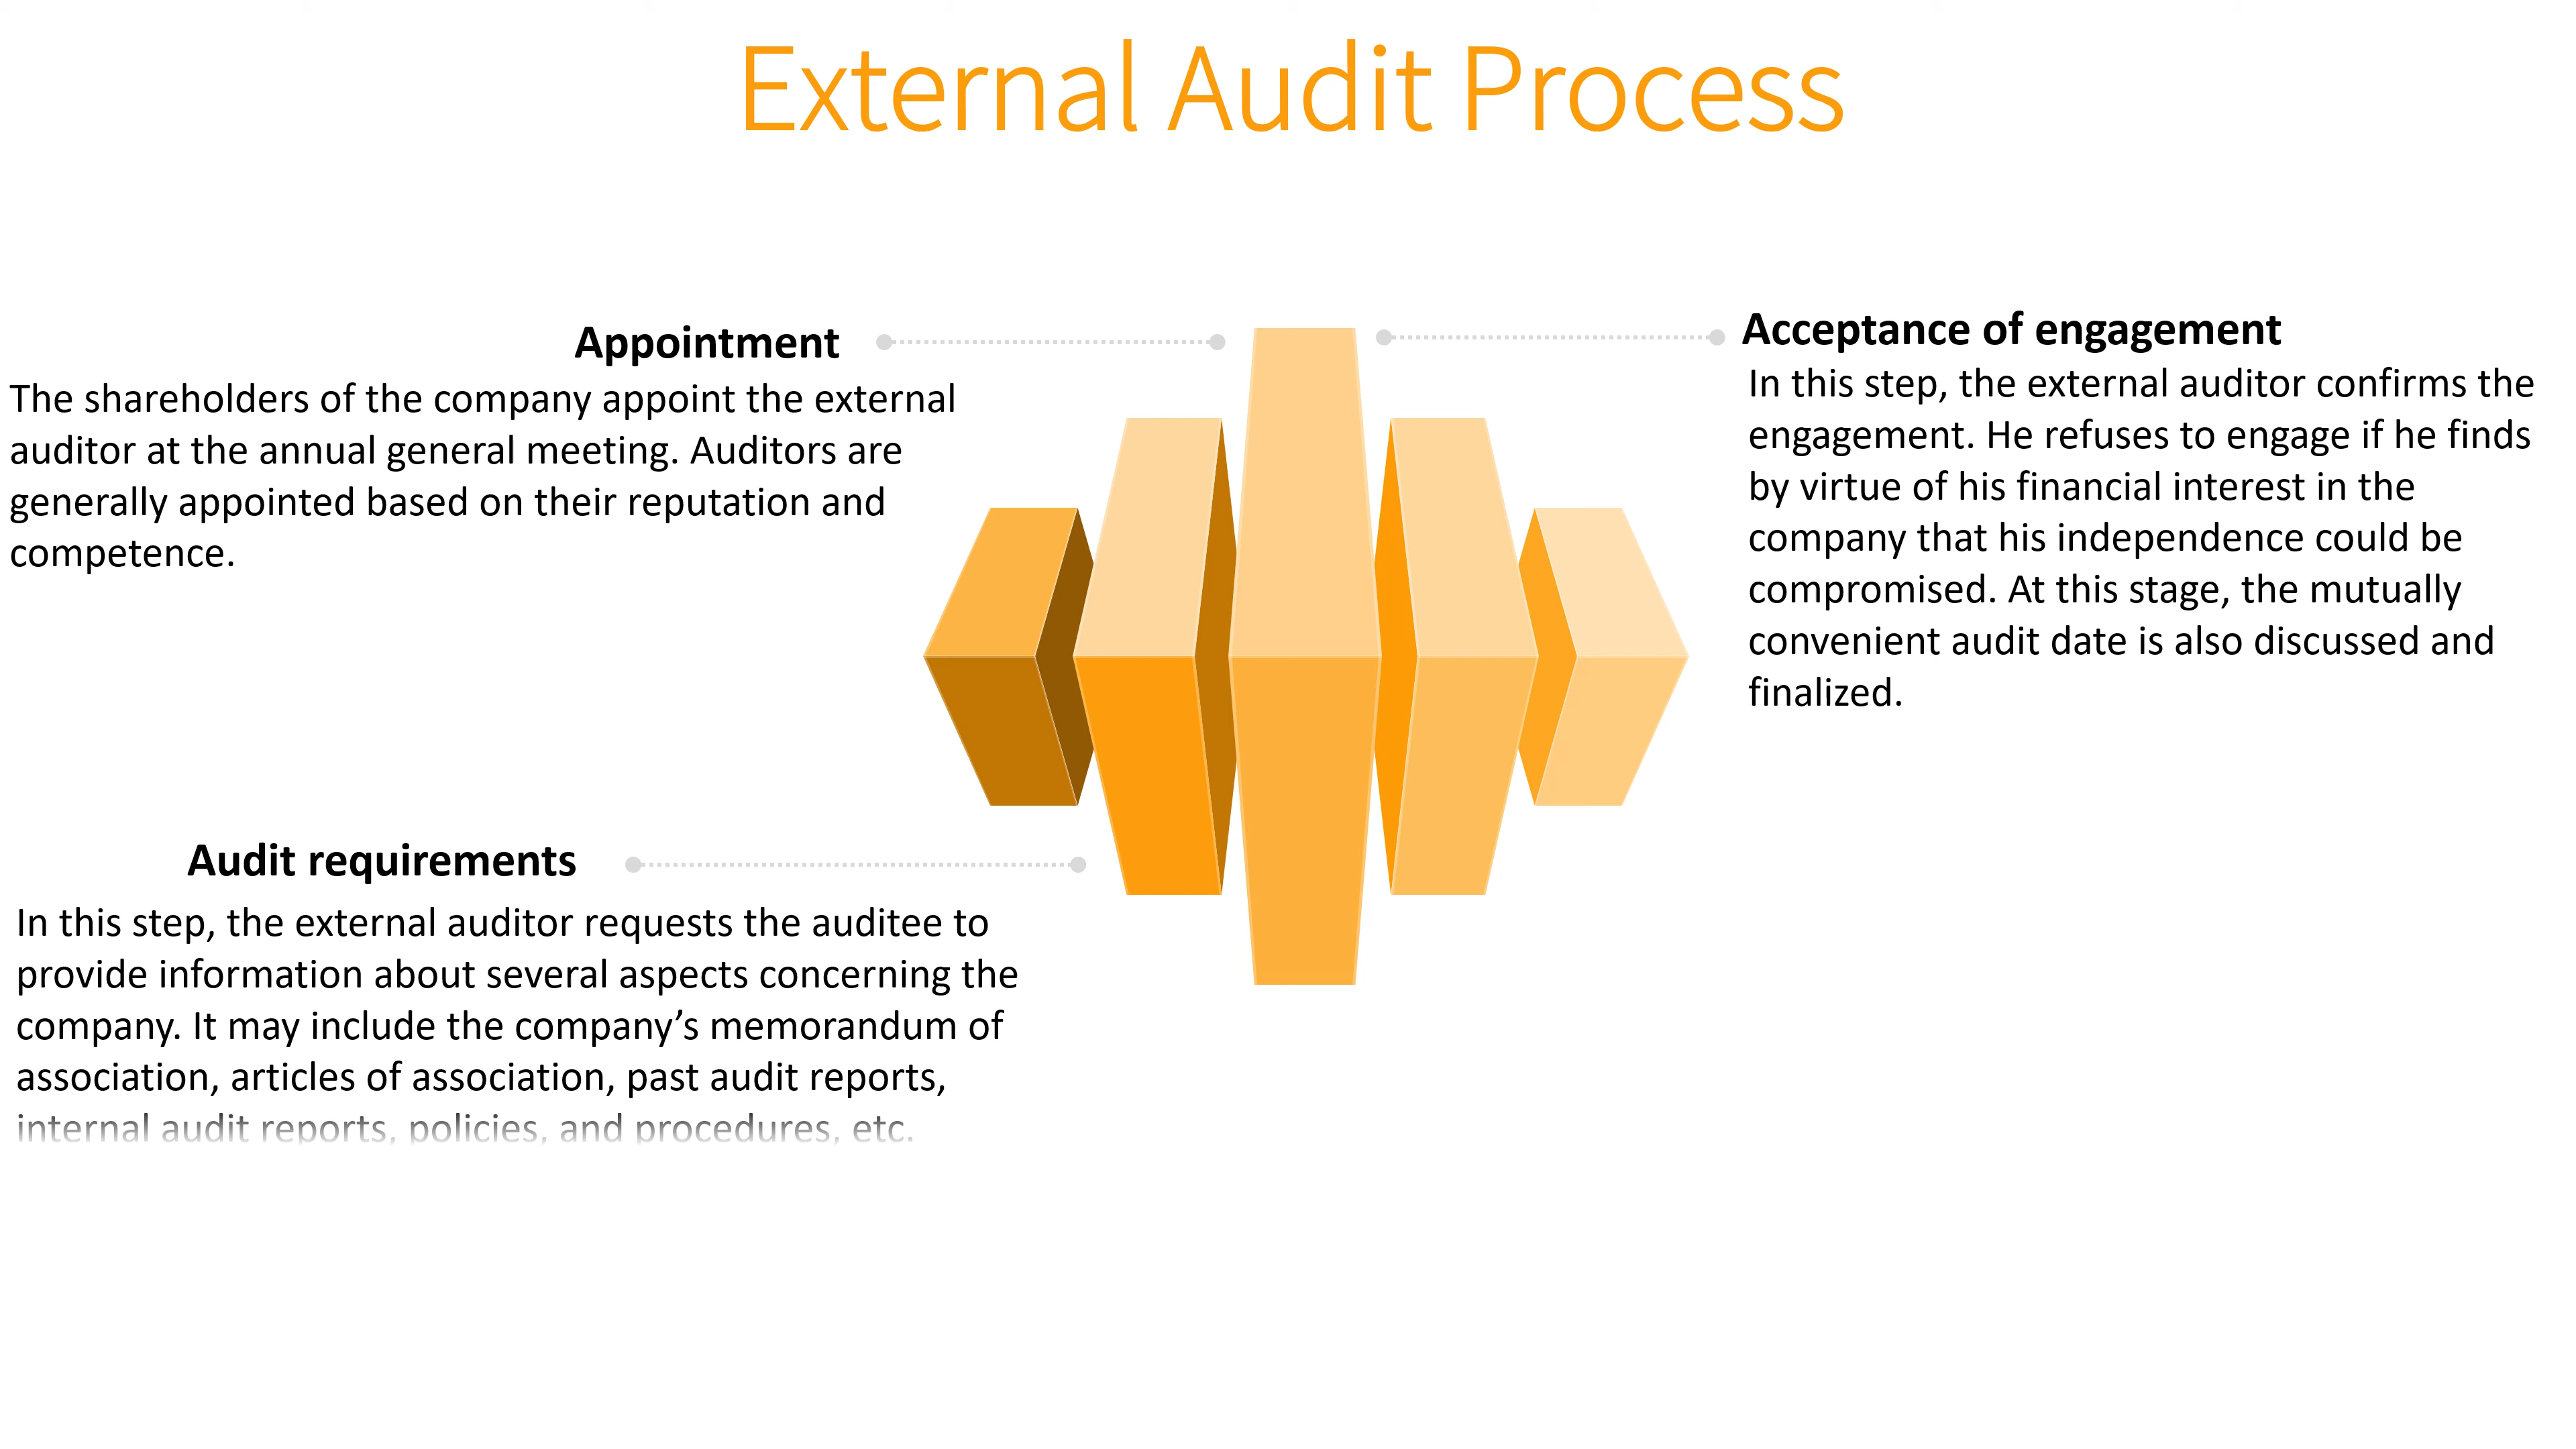 External Audit Process
Appointment
The shareholders of the company appoint the external
auditor at the annual general meeting. Auditors are
generally appointed based on their reputation and
competence.
Acceptance of engagement
In this step, the external auditor confirms the
engagement. He refuses to engage if he finds
by virtue of his financial interest in the
company that his independence could be
compromised. At this stage, the mutually
convenient audit date is also discussed and
finalized.
Audit requirements
In this step, the external auditor requests the auditee to
provide information about several aspects concerning the
company. It may include the company’s memorandum of
association, articles of association, past audit reports,
internal audit reports, policies, and procedures, etc.